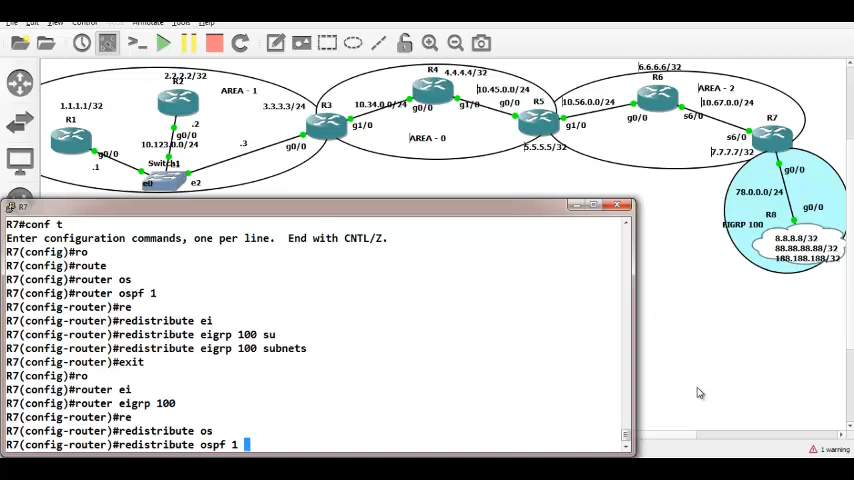 Edit View Control Annotate Tools Help
6.6.6.6/32
2.2.2.2/32
R2
AREA - 1
R4
4.4.4.4/32
R6
AREA - 2
1.1.1.1/32
R1
3.3.3.3/24
R3
10.34.0.0/24
10.45.0.0/24
10.56.0.0/24
10.67.0.0/24
g1/0
g0/0
g1/0
g0/0
R5
g1/0
g0/0
s6/0
s6/0
R7
.2
g0/0
10.123.0.0/24
AREA - 0
5.5.5.5/32
7.7.7.7/32
g0/0
.1
Switch1
e0
e2
.3
g0/0
g0/0
78.0.0.0/24
g0/0
R8
EIGRP 100
8.8.8.8/32
88.88.88.88/32
188.188.188/32
R7
R7#conf t
Enter configuration commands, one per line.  End with CNTL/Z.
R7(config)#ro
R7(config)#route
R7(config)#router os
R7(config)#router ospf 1
R7(config-router)#re
R7(config-router)#redistribute ei
R7(config-router)#redistribute eigrp 100 su
R7(config-router)#redistribute eigrp 100 subnets
R7(config-router)#exit
R7(config)#ro
R7(config)#router ei
R7(config)#router eigrp 100
R7(config-router)#re
R7(config-router)#redistribute os
R7(config-router)#redistribute ospf 1
1 warning